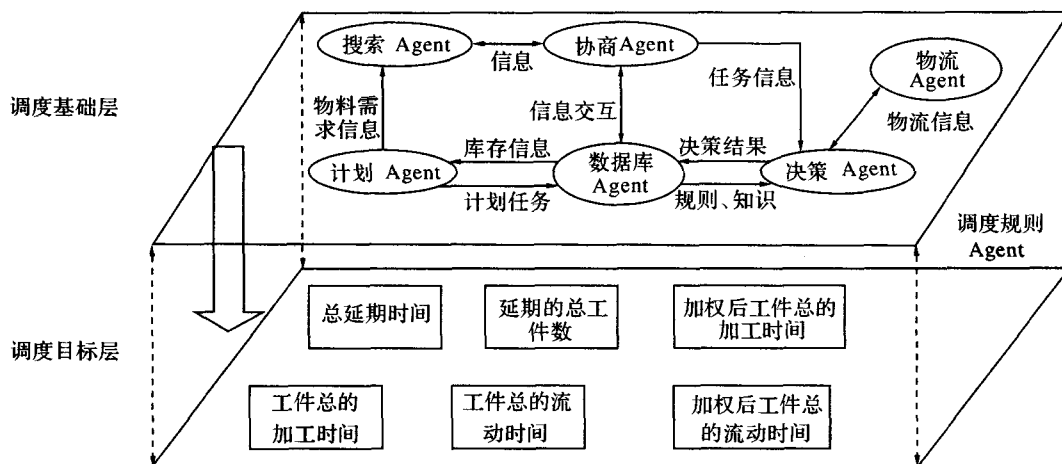 搜索 Agent
协商Agent
物流
Agent
信息
任务信息
调度基础层
物料需
求信息
信息交互
物流信息
库存信息
决策结果
计划 Agent
数据库
Agent
决策 Agent
计划任务
规则、知识
调度规则
Agent
总延期时间
延期的总工
件数
加权后工件总的
加工时间
调度目标层
工件总的
加工时间
工件总的流
动时间
加权后工件总
的流动时间